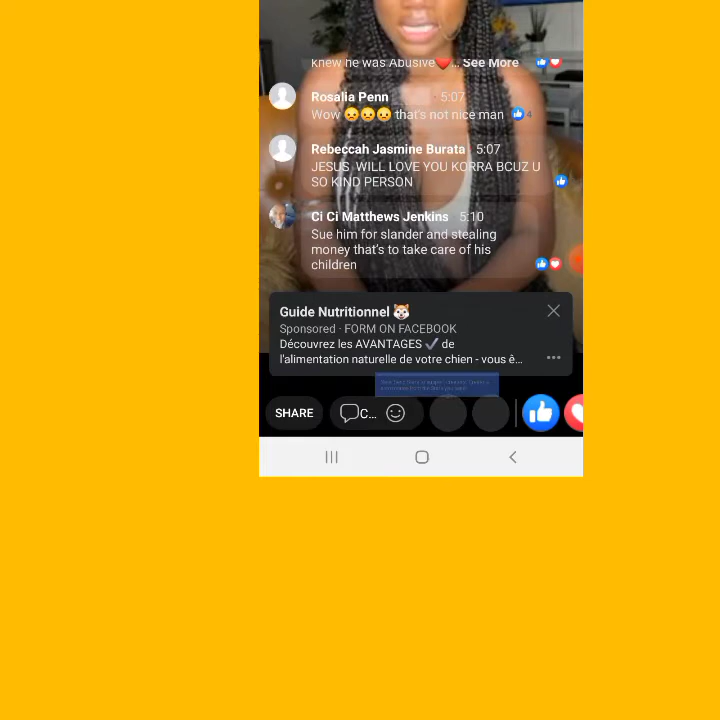 knew he was Abusive❤️... See More
Rosalia Penn 5:07
Wow 😠😠😠 that's not nice man 4
Rebeccah Jasmine Burata 5:07
JESUS WILL LOVE YOU KORRA BCUZ U
SO KIND PERSON
Ci Ci Matthews Jenkins 5:10
Sue him for slander and stealing
money that's to take care of his
children
Guide Nutritionnel 🐹
Sponsored · FORM ON FACEBOOK
Découvrez les AVANTAGES ✔️ de
l'alimentation naturelle de votre chien - vous ê...
SHARE
C...